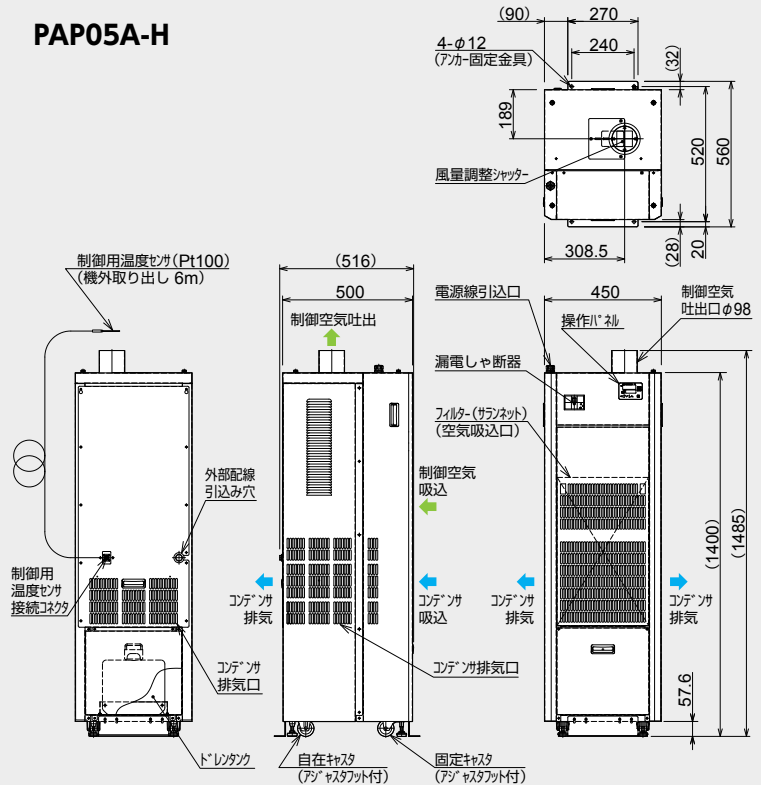 PAP05A-H
(90)
270
240
4-φ12
(アンカー固定金具)
(32)
189
520
560
風量調整シャッター
308.5
(28)
20
制御用温度センサ(Pt100)
(機外取り出し 6m)
(516)
500
制御空気吐出
電源線引込口
450
制御空気
吐出口φ98
操作パネル
漏電しゃ断器
フィルター(サランネット)
(空気吸込口)
外部配線
引込み穴
制御空気
吸込
(1400)
(1485)
制御用
温度センサ
接続コネクタ
コンデンサ
排気
コンデンサ
吸込
コンデンサ
排気
コンデンサ
排気
コンデンサ
排気口
コンデンサ排気口
57.6
ドレンタンク
自在キャスタ
(アジャスタフット付)
固定キャスタ
(アジャスタフット付)